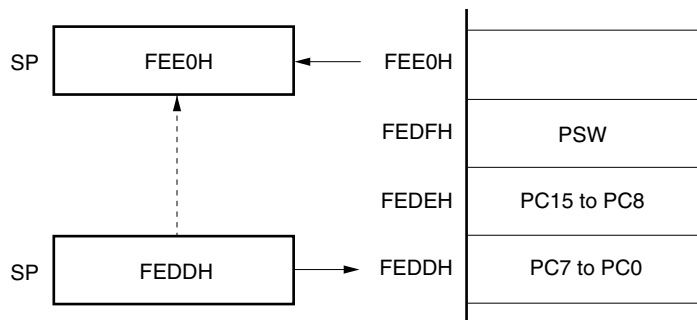 SP FEE0H FEE0H
FEDFH PSW
FEDEH PC15 to PC8
SP FEDDH FEDDH PC7 to PC0